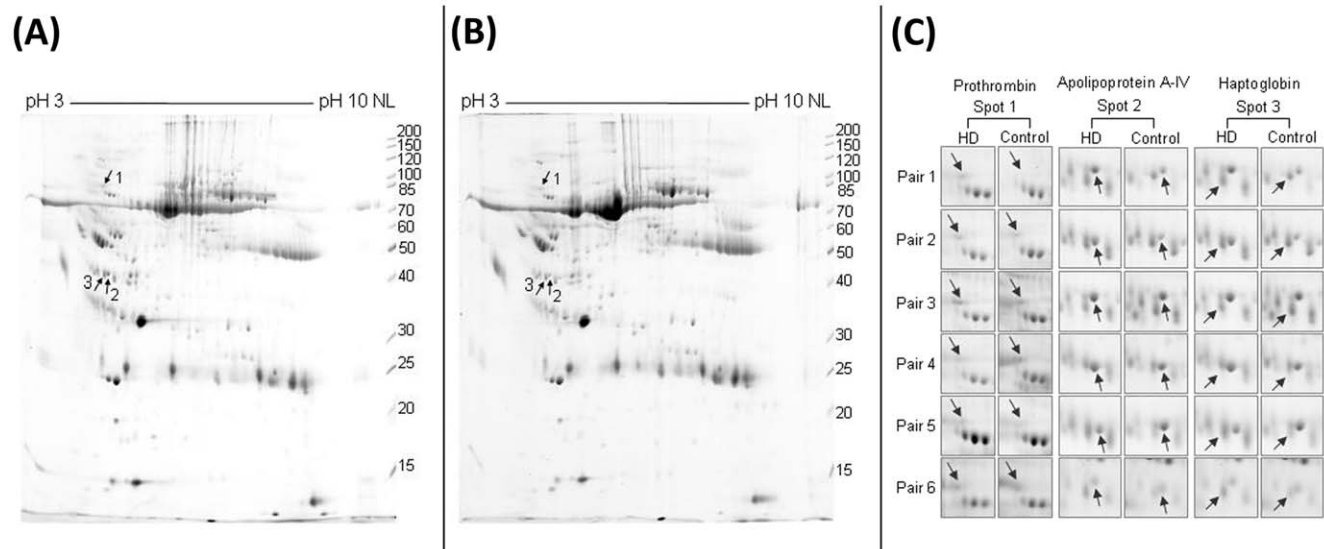 (A)
pH 3 pH 10 NL
200
150
120
100
85
70
60
50
40
30
25
20
15
1
3 2
(B)
pH 3 pH 10 NL
200
150
120
100
85
70
60
50
40
30
25
20
15
1
3 2
(C)
Prothrombin Apolipoprotein A-IV Haptoglobin
Spot 1 Spot 2 Spot 3
HD Control HD Control HD Control
Pair 1
Pair 2
Pair 3
Pair 4
Pair 5
Pair 6